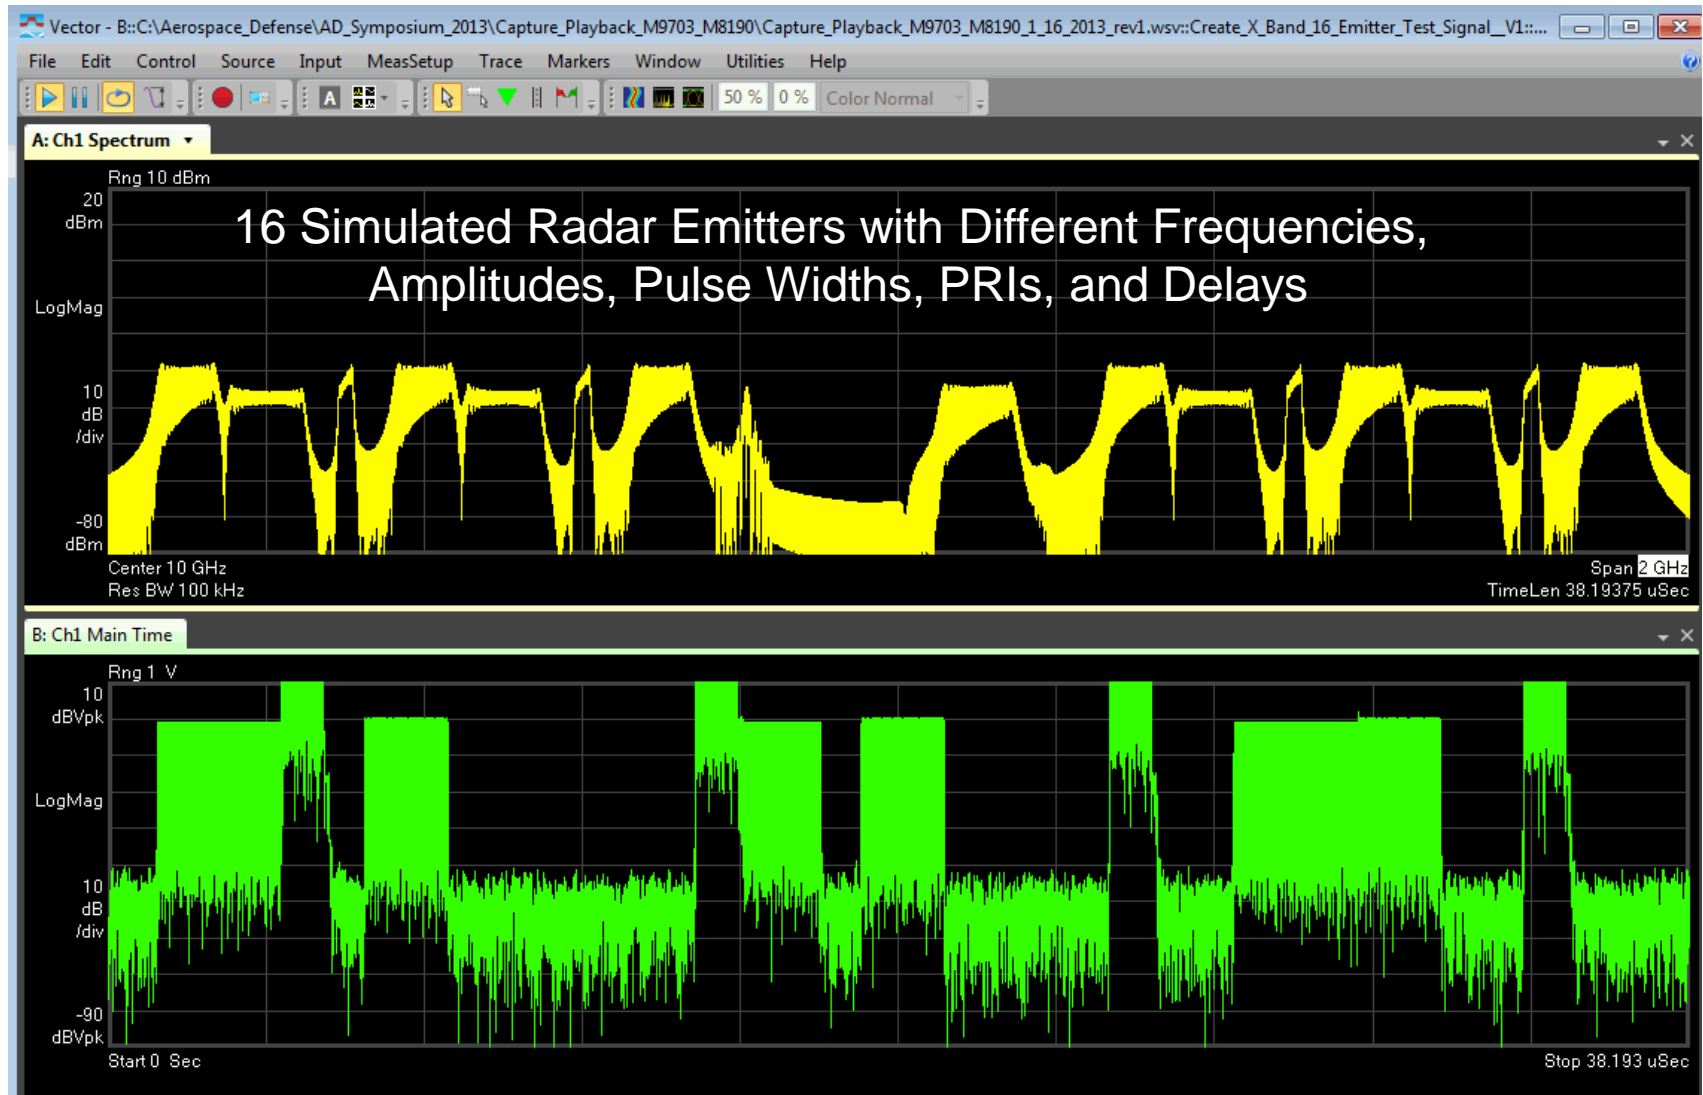 Vector - B::C:\Aerospace_Defense\AD_Symposium_2013\Capture_Playback_M9703_M8190\Capture_Playback_M9703_M8190_1_16_2013_rev1.wsv::Create_X_Band_16_Emitter_Test_Signal__V1::...
File Edit Control Source Input MeasSetup Trace Markers Window Utilities Help
A 50 % 0 % Color Normal
A: Ch1 Spectrum
Rng 10 dBm
20
dBm
16 Simulated Radar Emitters with Different Frequencies,
Amplitudes, Pulse Widths, PRIs, and Delays
LogMag
10
dB
/div
-80
dBm
Center 10 GHz
Span 2 GHz
Res BW 100 kHz
TimeLen 38.19375 uSec
B: Ch1 Main Time
Rng 1 V
10
dBVpk
LogMag
10
dB
/div
-90
dBVpk
Start 0 Sec
Stop 38.193 uSec